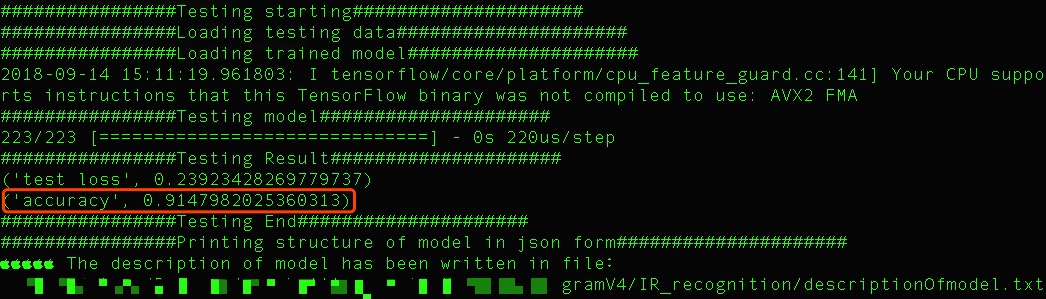 ################Testing starting#####################
################Loading testing data#####################
################Loading trained model#####################
2018-09-14 15:11:19.961803: I tensorflow/core/platform/cpu_feature_guard.cc:141] Your CPU suppo
rts instructions that this TensorFlow binary was not compiled to use: AVX2 FMA
################Testing model#####################
223/223 [==============================] - 0s 220us/step
################Testing Result#####################
('test loss', 0.23923428269779737)
('accuracy', 0.9147982025360313)
################Testing End#####################
################Printing structure of model in json form#####################
The description of model has been written in file:
gramV4/IR_recognition/descriptionOfmodel.txt